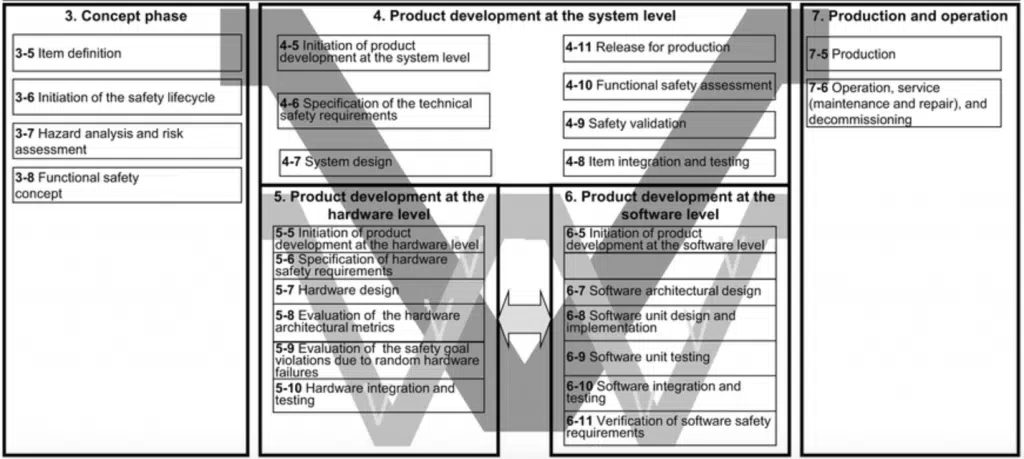 3. Concept phase
3-5 Item definition
3-6 Initiation of the safety lifecycle
3-7 Hazard analysis and risk
assessment
3-8 Functional safety
concept
4. Product development at the system level
4-5 Initiation of product
development at the system level
4-6 Specification of the technical
safety requirements
4-7 System design
4-11 Release for production
4-10 Functional safety assessment
4-9 Safety validation
4-8 Item integration and testing
5. Product development at the
hardware level
5-5 Initiation of product
development at the hardware level
5-6 Specification of hardware
safety requirements
5-7 Hardware design
5-8 Evaluation of the hardware
architectural metrics
5-9 Evaluation of the safety goal
violations due to random hardware
failures
5-10 Hardware integration and
testing
6. Product development at the
software level
6-5 Initiation of product
development at the software level
6-7 Software architectural design
6-8 Software unit design and
implementation
6-9 Software unit testing
6-10 Software integration and
testing
6-11 Verification of software safety
requirements
7. Production and operation
7-5 Production
7-6 Operation, service
(maintenance and repair), and
decommissioning